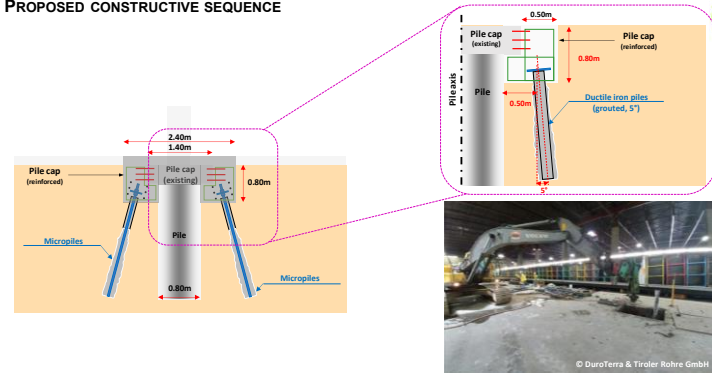 PROPOSED CONSTRUCTIVE SEQUENCE
2.40m
1.40m
Pile cap
(reinforced)
Pile cap
(existing)
0.80m
Micropiles
Pile
Micropiles
0.80m
0.50m
Pile cap
(existing)
Pile cap
(reinforced)
0.80m
Pile axis
Pile
0.50m
Ductile iron piles
(grouted, 5°)
5°
© DuroTerra & Tiroler Rohre GmbH